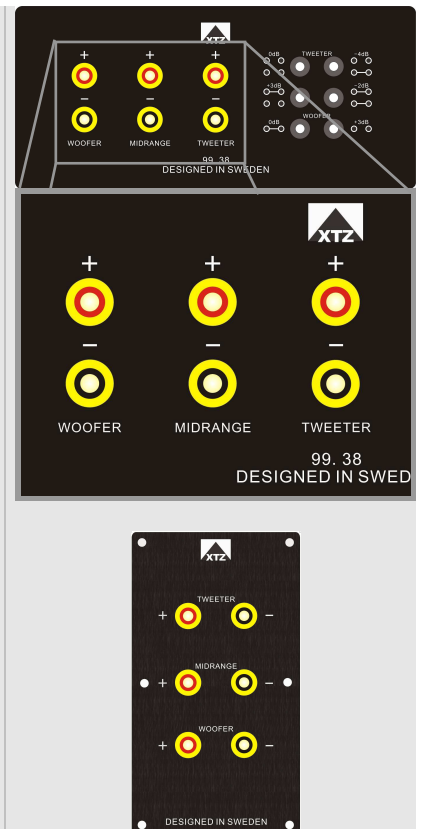 XTZ
+ + +
− − −
WOOFER MIDRANGE TWEETER
99. 38
DESIGNED IN SWEDEN
0dB TWEETER -4dB
+3dB -2dB
WOOFER
0dB +3dB
XTZ
+ + +
− − −
WOOFER MIDRANGE TWEETER
99. 38
DESIGNED IN SWED
XTZ
TWEETER
+ −
MIDRANGE
+ −
WOOFER
+ −
DESIGNED IN SWEDEN